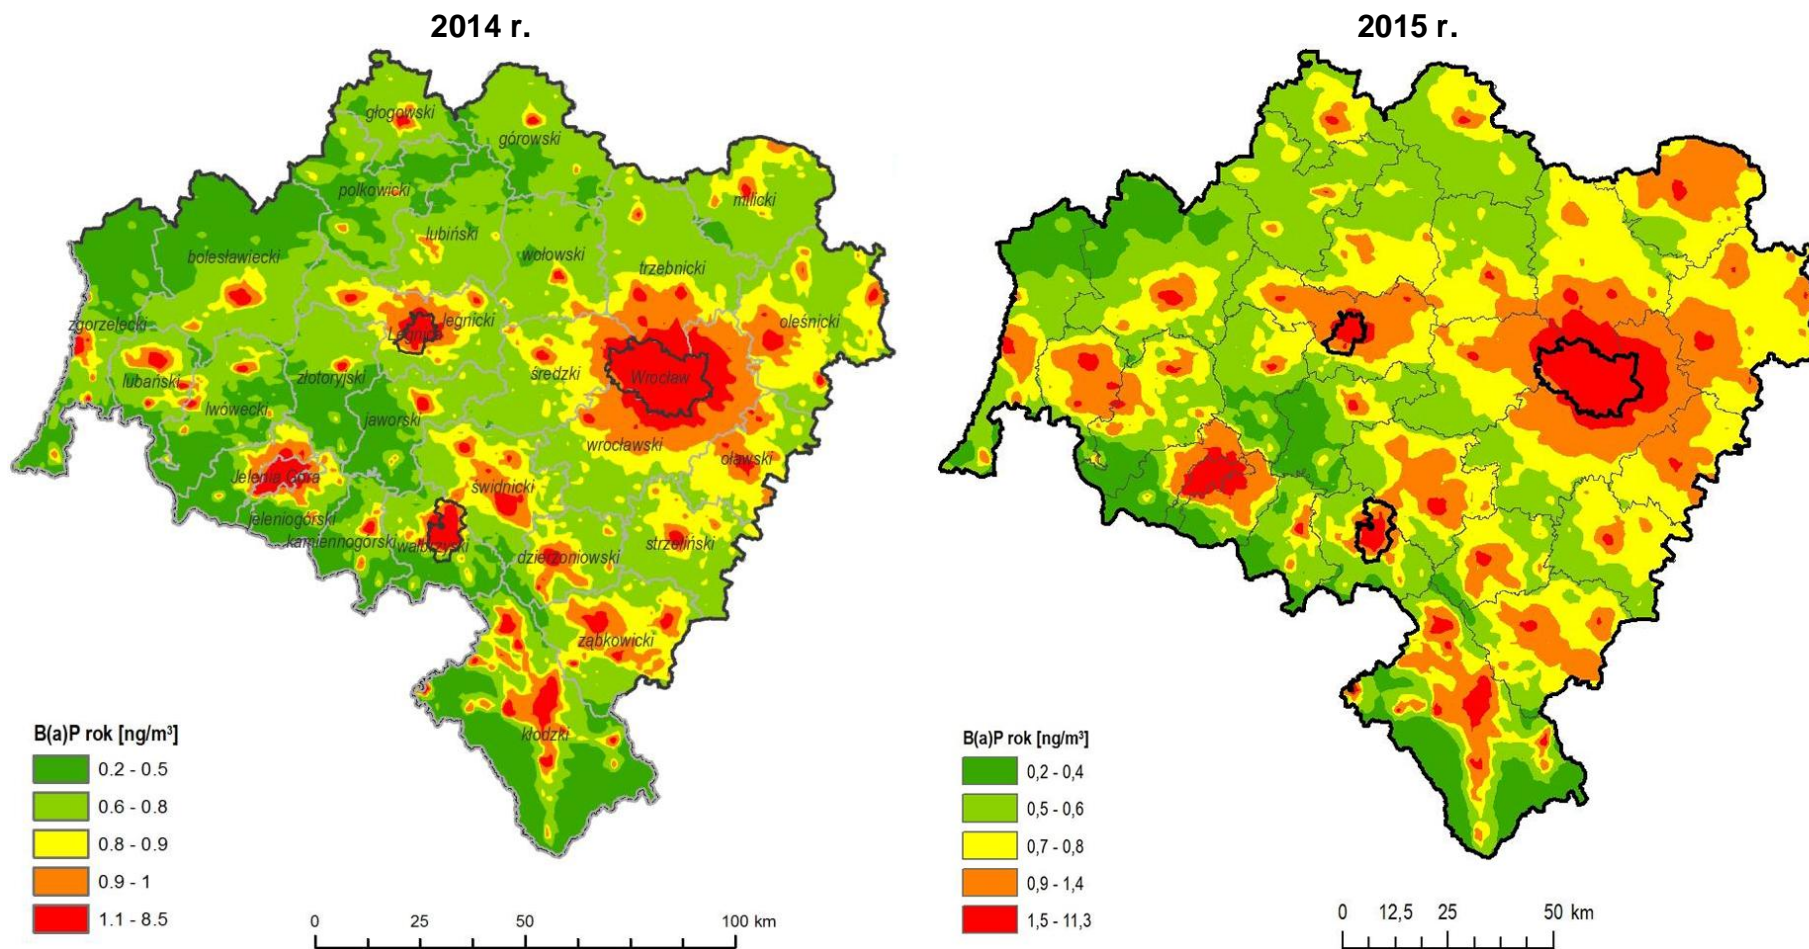 2014 r.
2015 r.
głogowski
górowski
polkowicki
milicki
lubiński
bolesławiecki
wołowski
trzebnicki
zgorzelecki
legnicki
Legnica
oleśnicki
lubański
złotoryjski
średzki
Wrocław
lwówecki
jaworski
wrocławski
oławski
Jelenia Góra
świdnicki
jeleniogórski
kamiennogórski
wałbrzyski
dzierżoniowski
strzeliński
ząbkowicki
kłodzki
B(a)P rok [ng/m³]
0.2 - 0.5
0.6 - 0.8
0.8 - 0.9
0.9 - 1
1.1 - 8.5
0 25 50 100 km
B(a)P rok [ng/m³]
0,2 - 0,4
0,5 - 0,6
0,7 - 0,8
0,9 - 1,4
1,5 - 11,3
0 12,5 25 50 km